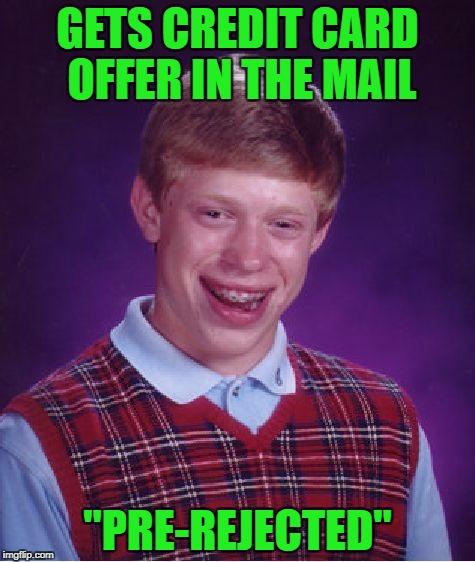 GETS CREDIT CARD
OFFER IN THE MAIL
"PRE-REJECTED"
imgflip.com